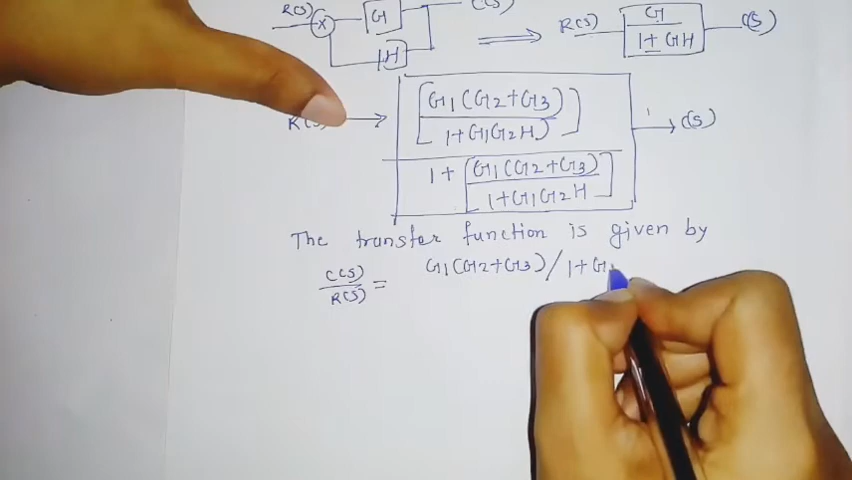 R(S) X G C(S) ⟹ R(S) G C(S)
H 1+ GH
R(S) → [G1(G2+G3) / 1+G1G2H] → C(S)
1+ [G1(G2+G3) / 1+G1G2H]
The transfer function is given by
C(S)/R(S) = G1(G2+G3) / 1+G1